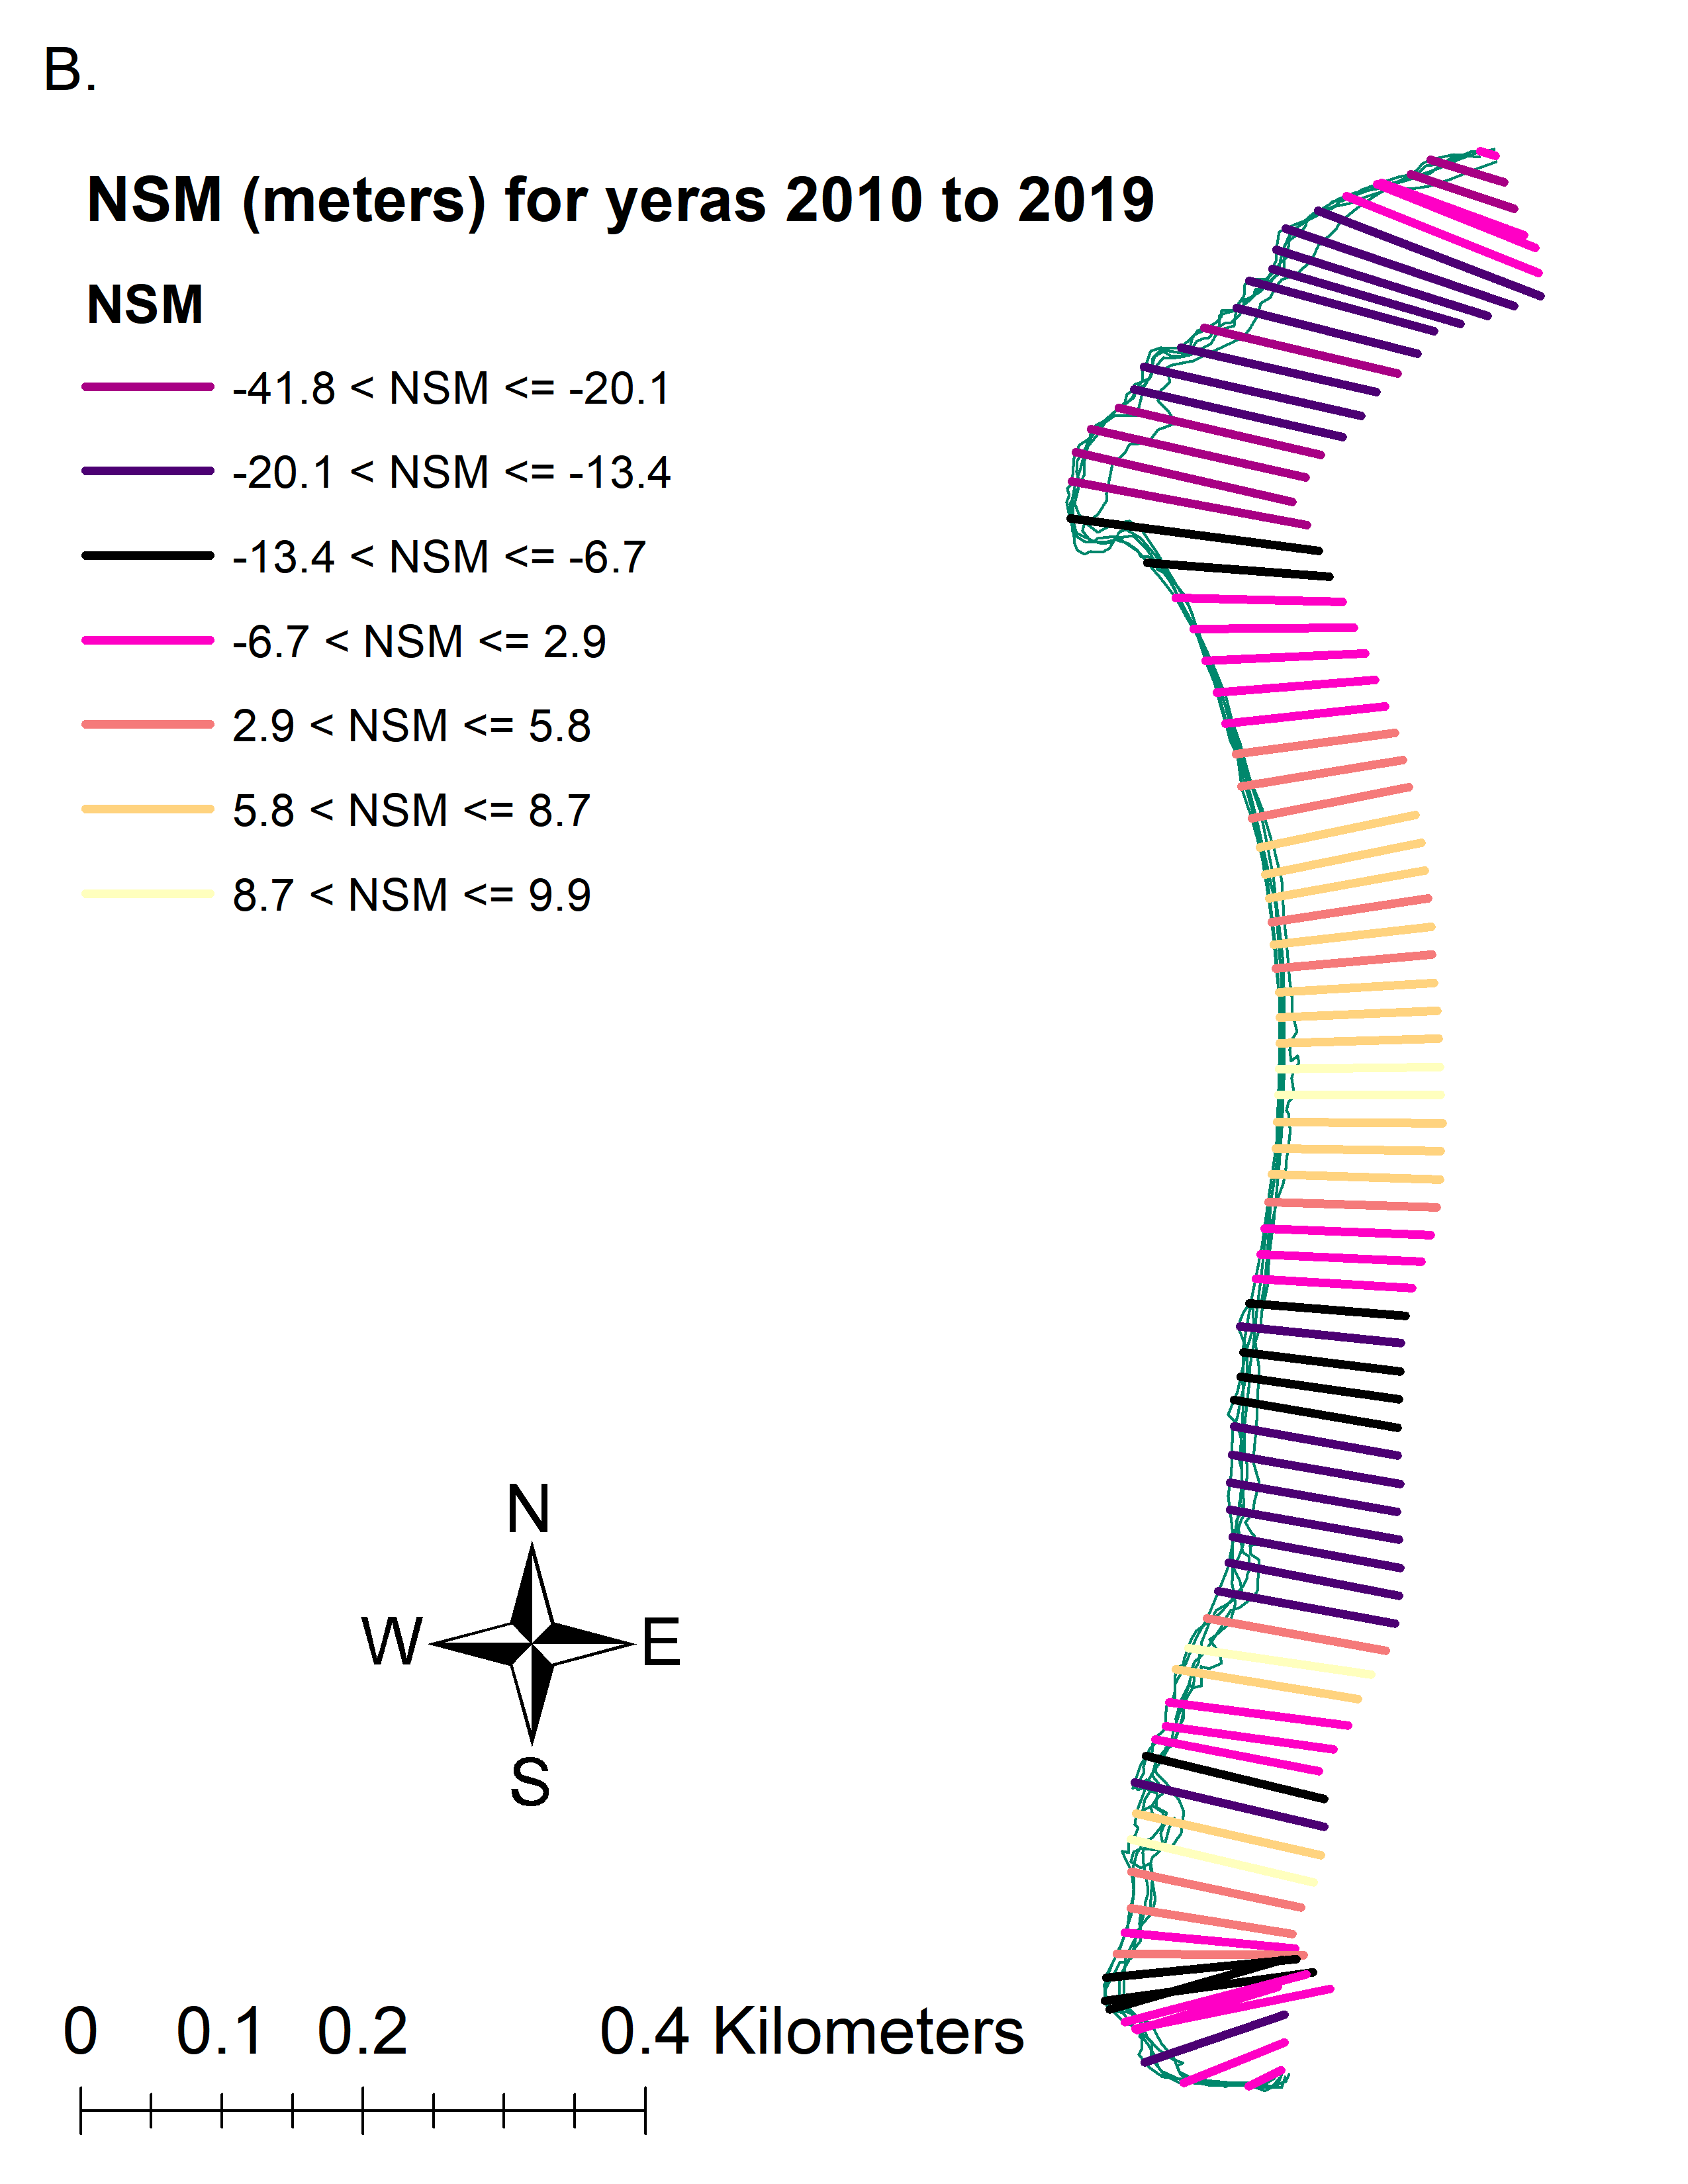 B.
NSM (meters) for yeras 2010 to 2019
NSM
-41.8 < NSM <= -20.1
-20.1 < NSM <= -13.4
-13.4 < NSM <= -6.7
-6.7 < NSM <= 2.9
2.9 < NSM <= 5.8
5.8 < NSM <= 8.7
8.7 < NSM <= 9.9
N
W E
S
0 0.1 0.2 0.4 Kilometers